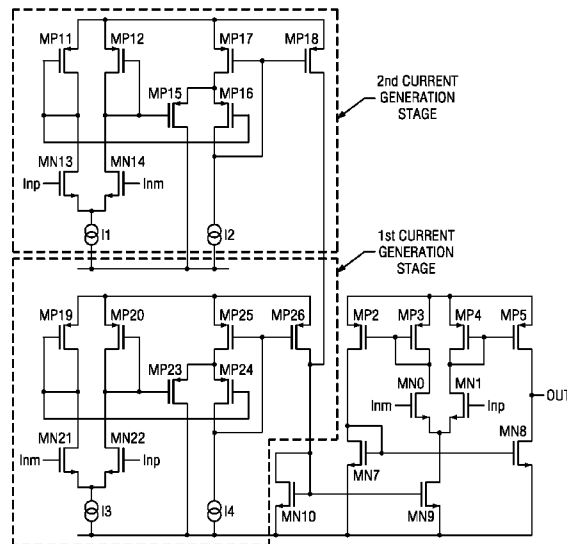 MP11 MP12 MP17 MP18
MP15 MP16
2nd CURRENT
GENERATION
STAGE
MN13 MN14
Inp Inm
I1 I2
1st CURRENT
GENERATION
STAGE
MP19 MP20 MP25 MP26 MP2 MP3 MP4 MP5
MP23 MP24
MN0 MN1
Inm Inp
OUT
MN21 MN22
Inm Inp
MN8
MN7
I3 I4
MN10 MN9